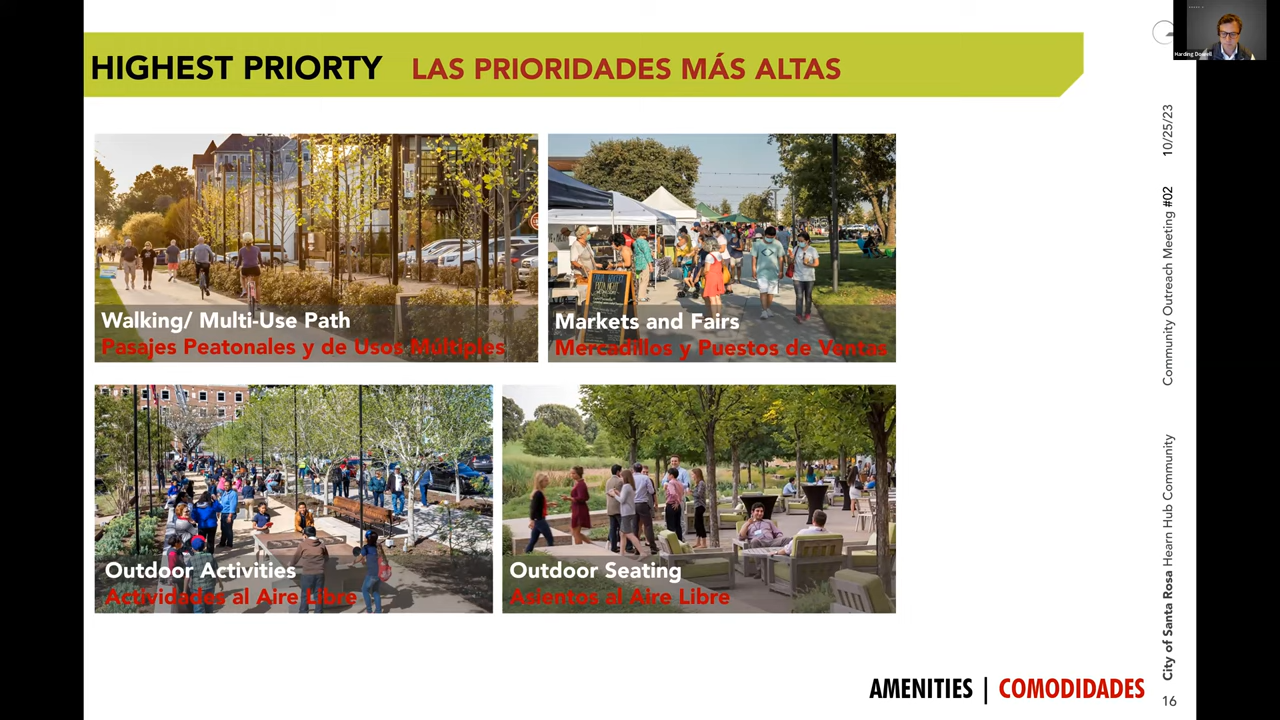 HIGHEST PRIORTY LAS PRIORIDADES MÁS ALTAS
Walking/ Multi-Use Path
Pasajes Peatonales y de Usos Múltiples
Markets and Fairs
Mercadillos y Puestos de Ventas
Outdoor Activities
Actividades al Aire Libre
Outdoor Seating
Asientos al Aire Libre
AMENITIES | COMODIDADES
City of Santa Rosa Hearn Hub Community Community Outreach Meeting #02 10/25/23
16